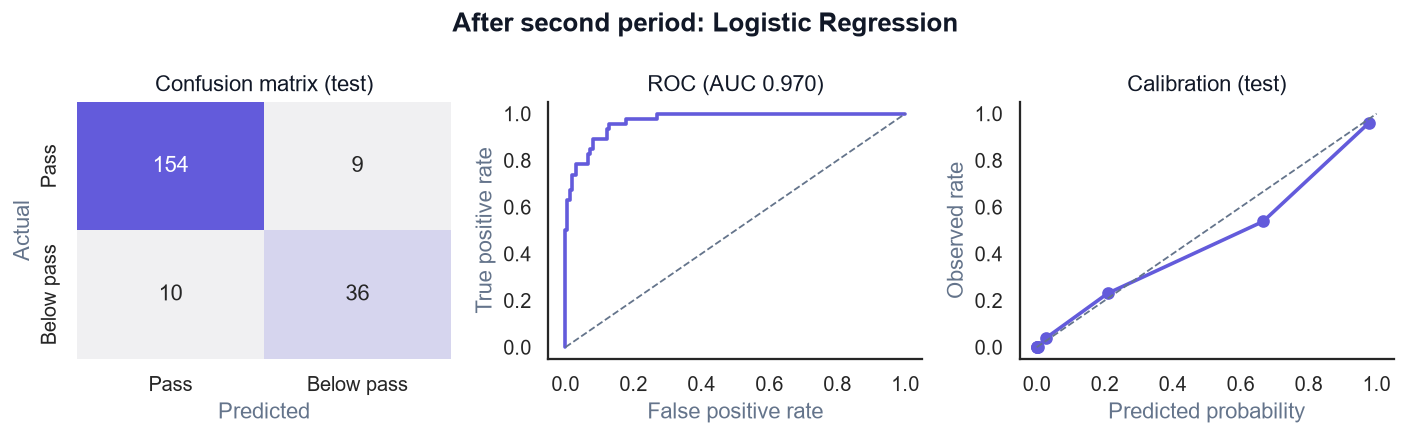 After second period: Logistic Regression
Confusion matrix (test)
Actual
Pass
Below pass
154
9
10
36
Pass
Below pass
Predicted
ROC (AUC 0.970)
True positive rate
1.0
0.8
0.6
0.4
0.2
0.0
0.0 0.2 0.4 0.6 0.8 1.0
False positive rate
Calibration (test)
Observed rate
1.0
0.8
0.6
0.4
0.2
0.0
0.0 0.2 0.4 0.6 0.8 1.0
Predicted probability